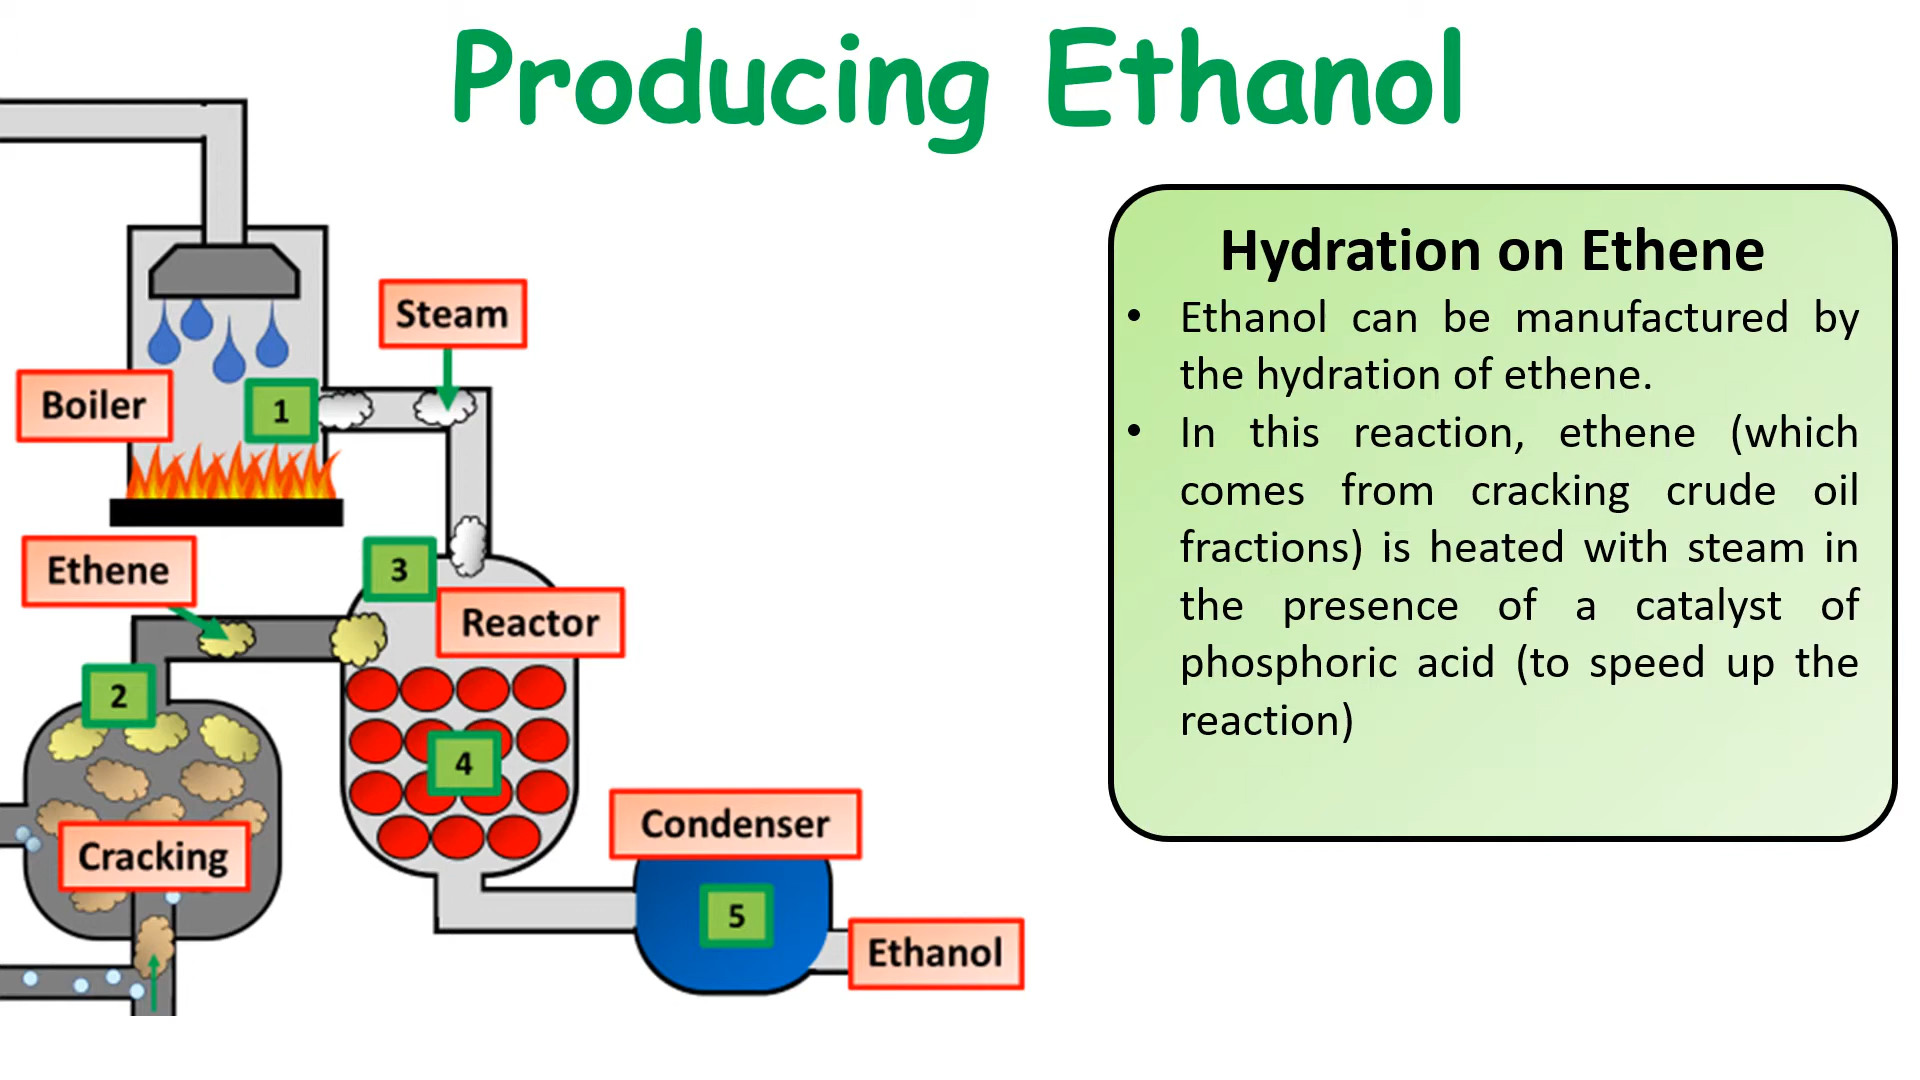 Producing Ethanol
Steam
Boiler
1
Ethene
3
Reactor
2
4
Cracking
Condenser
5
Ethanol
Hydration on Ethene
• Ethanol can be manufactured by
the hydration of ethene.
• In this reaction, ethene (which
comes from cracking crude oil
fractions) is heated with steam in
the presence of a catalyst of
phosphoric acid (to speed up the
reaction)